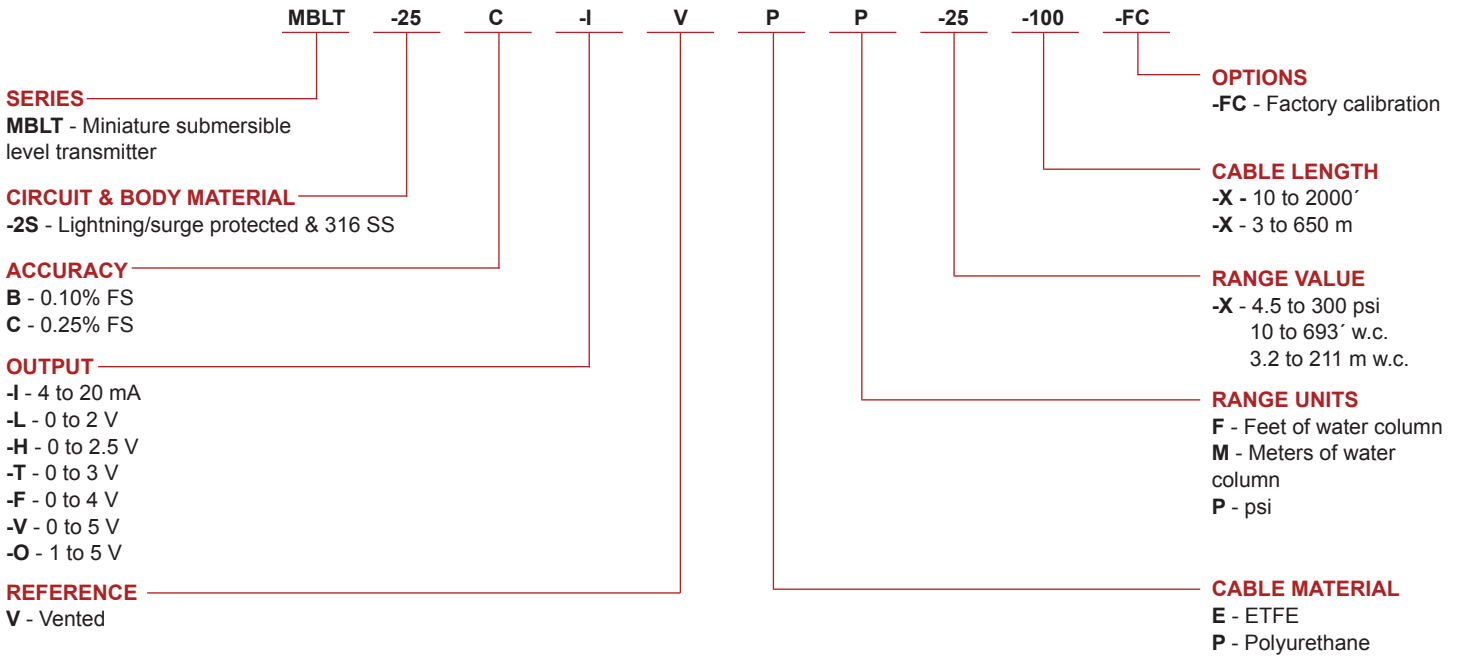 MBLT -25 C -I V P P -25 -100 -FC
SERIES
MBLT - Miniature submersible
level transmitter
CIRCUIT & BODY MATERIAL
-2S - Lightning/surge protected & 316 SS
ACCURACY
B - 0.10% FS
C - 0.25% FS
OUTPUT
-I - 4 to 20 mA
-L - 0 to 2 V
-H - 0 to 2.5 V
-T - 0 to 3 V
-F - 0 to 4 V
-V - 0 to 5 V
-O - 1 to 5 V
REFERENCE
V - Vented
OPTIONS
-FC - Factory calibration
CABLE LENGTH
-X - 10 to 2000´
-X - 3 to 650 m
RANGE VALUE
-X - 4.5 to 300 psi
10 to 693´ w.c.
3.2 to 211 m w.c.
RANGE UNITS
F - Feet of water column
M - Meters of water
column
P - psi
CABLE MATERIAL
E - ETFE
P - Polyurethane